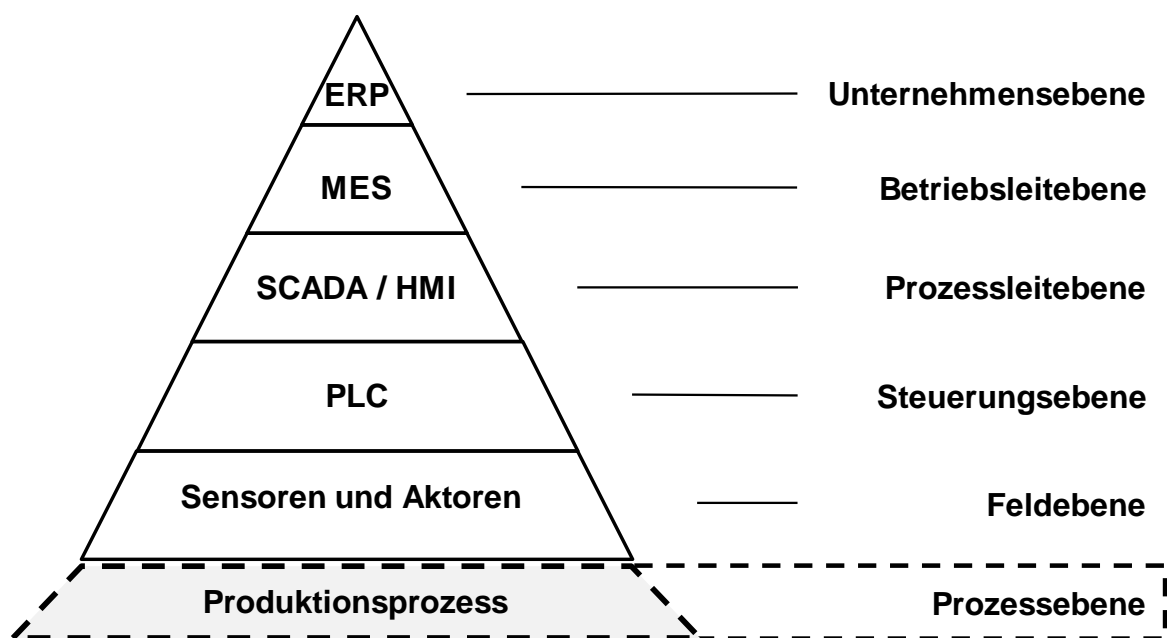 ERP
Unternehmensebene
MES
Betriebsleitebene
SCADA / HMI
Prozessleitebene
PLC
Steuerungsebene
Sensoren und Aktoren
Feldebene
Produktionsprozess
Prozessebene